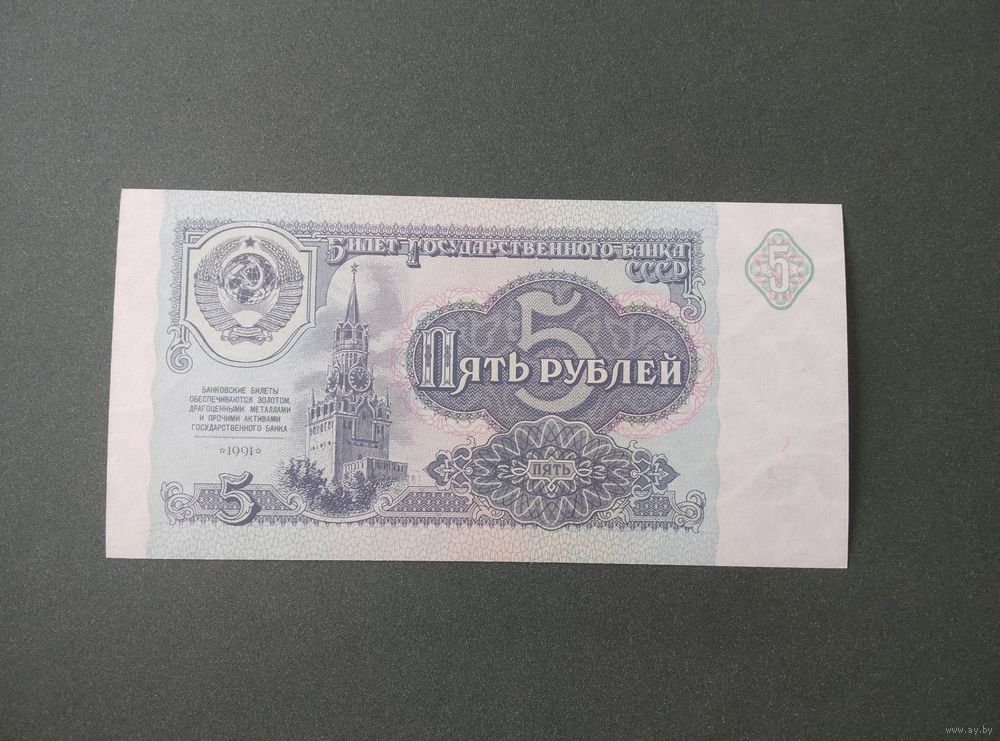 БИЛЕТ ГОСУДАРСТВЕННОГО БАНКА
СССР
5
5
ПЯТЬ РУБЛЕЙ
БАНКОВСКИЕ БИЛЕТЫ
ОБЕСПЕЧИВАЮТСЯ ЗОЛОТОМ,
ДРАГОЦЕННЫМИ МЕТАЛЛАМИ
И ПРОЧИМИ АКТИВАМИ
ГОСУДАРСТВЕННОГО БАНКА
☆1991☆
5
ПЯТЬ
www.ay.by